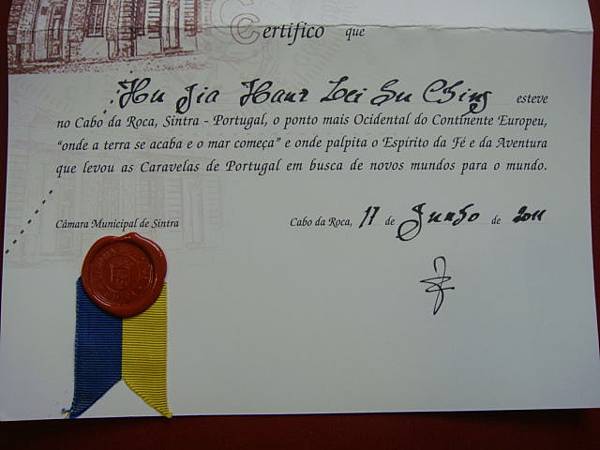 Certifico que
Hu Jia Hanz Lei Su Ching esteve
no Cabo da Roca, Sintra - Portugal, o ponto mais Ocidental do Continente Europeu,
"onde a terra se acaba e o mar começa" e onde palpita o Espírito da Fé e da Aventura
que levou as Caravelas de Portugal em busca de novos mundos para o mundo.
Câmara Municipal de Sintra Cabo da Roca, 17 de Junho de 2011